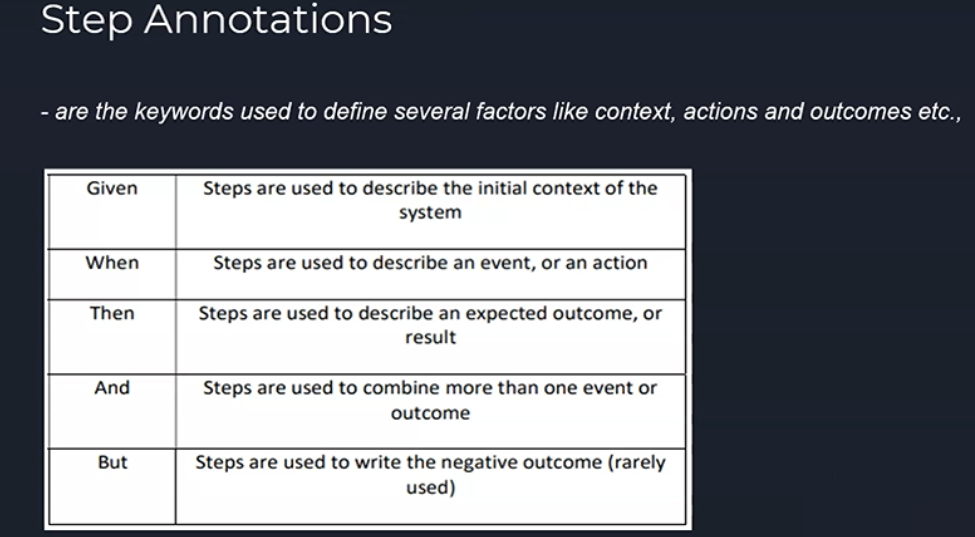 Step Annotations
- are the keywords used to define several factors like context, actions and outcomes etc.,
Given Steps are used to describe the initial context of the
system
When Steps are used to describe an event, or an action
Then Steps are used to describe an expected outcome, or
result
And Steps are used to combine more than one event or
outcome
But Steps are used to write the negative outcome (rarely
used)